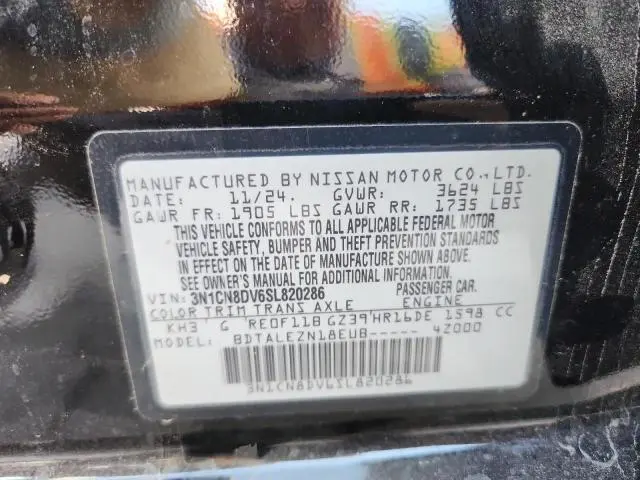 MANUFACTURED BY NISSAN MOTOR CO.,LTD.
DATE: 11/24. GVWR: 3624 LBS
GAWR FR: 1905 LBS GAWR RR: 1735 LBS
THIS VEHICLE CONFORMS TO ALL APPLICABLE FEDERAL MOTOR
VEHICLE SAFETY, BUMPER AND THEFT PREVENTION STANDARDS
IN EFFECT ON THE DATE OF MANUFACTURE SHOWN ABOVE.
SEE OWNER'S MANUAL FOR ADDITIONAL INFORMATION.
VIN: 3N1CN8DV6SL820286 PASSENGER CAR.
COLOR TRIM TRANS AXLE ENGINE
KH3 G RE0F11B GZ39 HR16DE 1598 CC
MODEL: BDTALEZN18EUB----- 4Z000
3N1CN8DV6SL820286